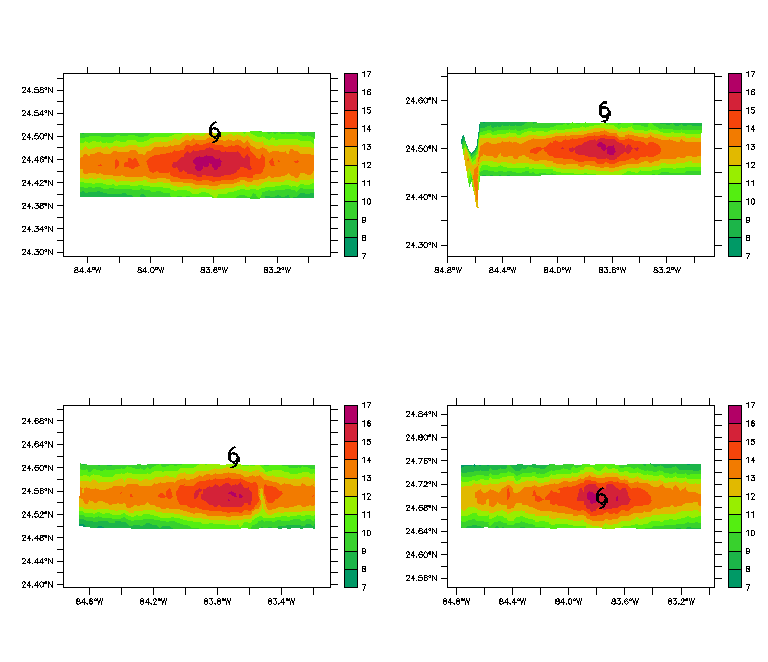 24.58°N
24.54°N
24.50°N
24.46°N
24.42°N
24.38°N
24.34°N
24.30°N
84.4°W 84.0°W 83.6°W 83.2°W
17
16
15
14
13
12
11
10
9
8
7
24.60°N
24.50°N
24.40°N
24.30°N
84.8°W 84.4°W 84.0°W 83.6°W 83.2°W
17
16
15
14
13
12
11
10
9
8
7
24.68°N
24.64°N
24.60°N
24.56°N
24.52°N
24.48°N
24.44°N
24.40°N
84.6°W 84.2°W 83.8°W 83.4°W
17
16
15
14
13
12
11
10
9
8
7
24.84°N
24.80°N
24.76°N
24.72°N
24.68°N
24.64°N
24.60°N
24.56°N
84.8°W 84.4°W 84.0°W 83.6°W 83.2°W
17
16
15
14
13
12
11
10
9
8
7